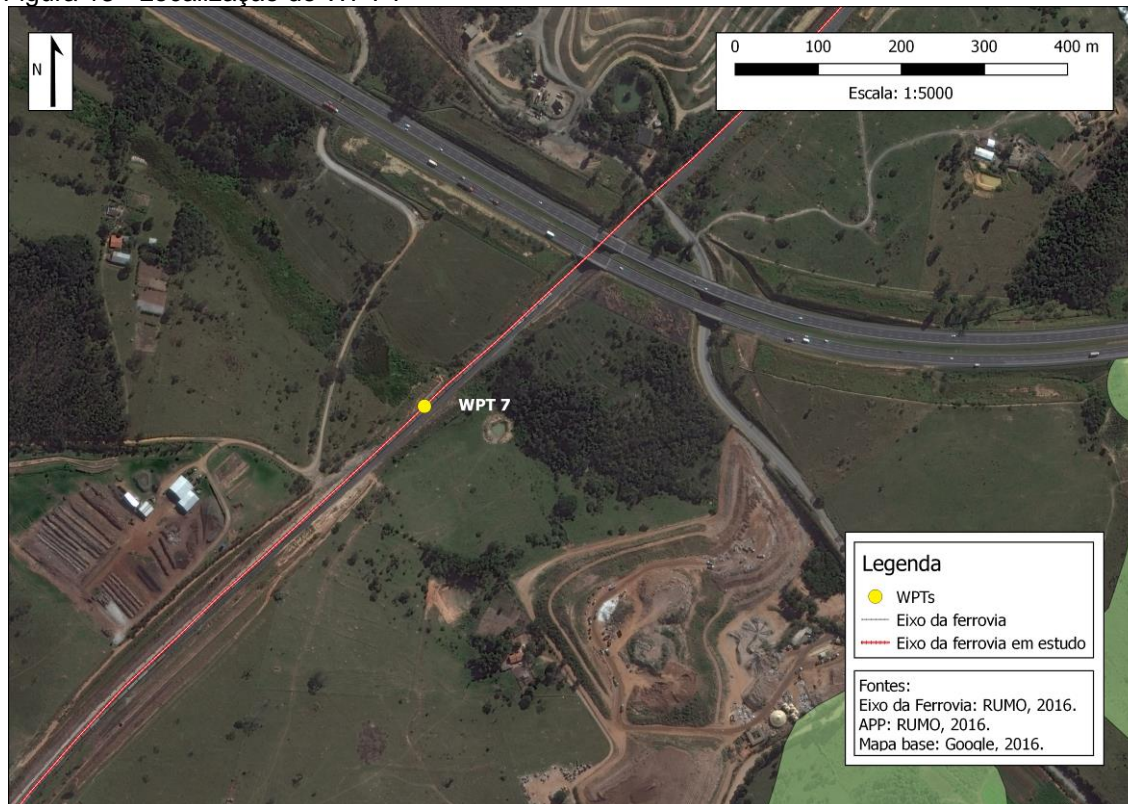 N
0 100 200 300 400 m
Escala: 1:5000
WPT 7
Legenda
WPTs
Eixo da ferrovia
Eixo da ferrovia em estudo
Fontes:
Eixo da Ferrovia: RUMO, 2016.
APP: RUMO, 2016.
Mapa base: Google, 2016.